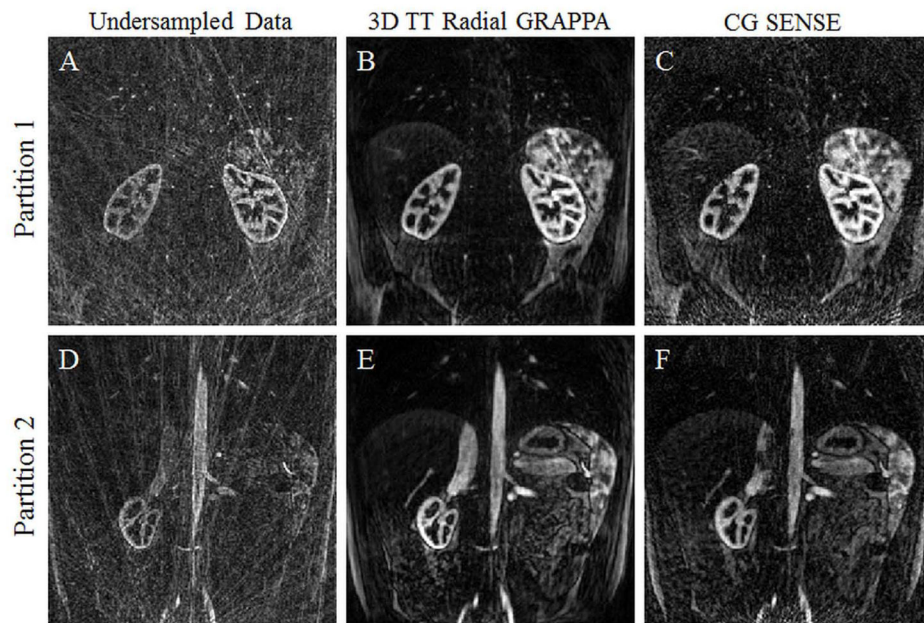 Undersampled Data
3D TT Radial GRAPPA
CG SENSE
Partition 1
A
B
C
Partition 2
D
E
F